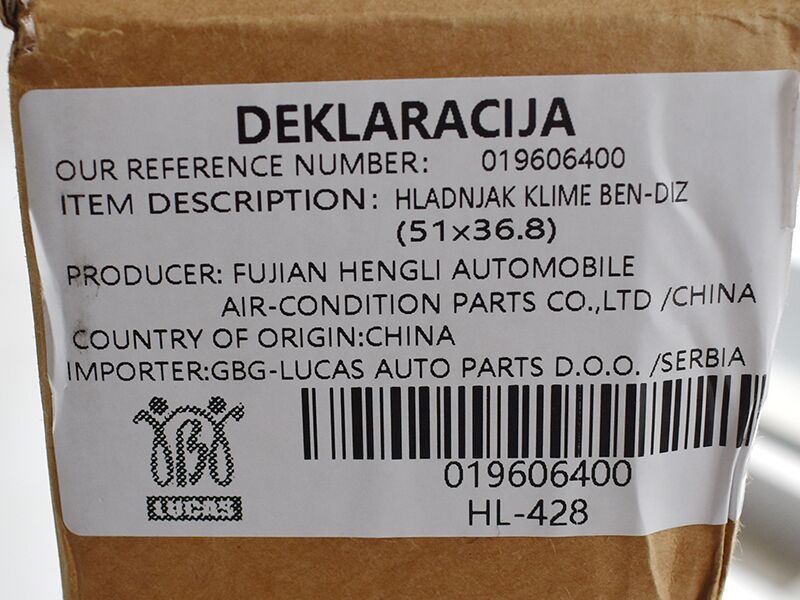 DEKLARACIJA
OUR REFERENCE NUMBER: 019606400
ITEM DESCRIPTION: HLADNJAK KLIME BEN-DIZ
(51x36.8)
PRODUCER: FUJIAN HENGLI AUTOMOBILE
AIR-CONDITION PARTS CO.,LTD /CHINA
COUNTRY OF ORIGIN:CHINA
IMPORTER:GBG-LUCAS AUTO PARTS D.O.O. /SERBIA
019606400
HL-428
LUCAS